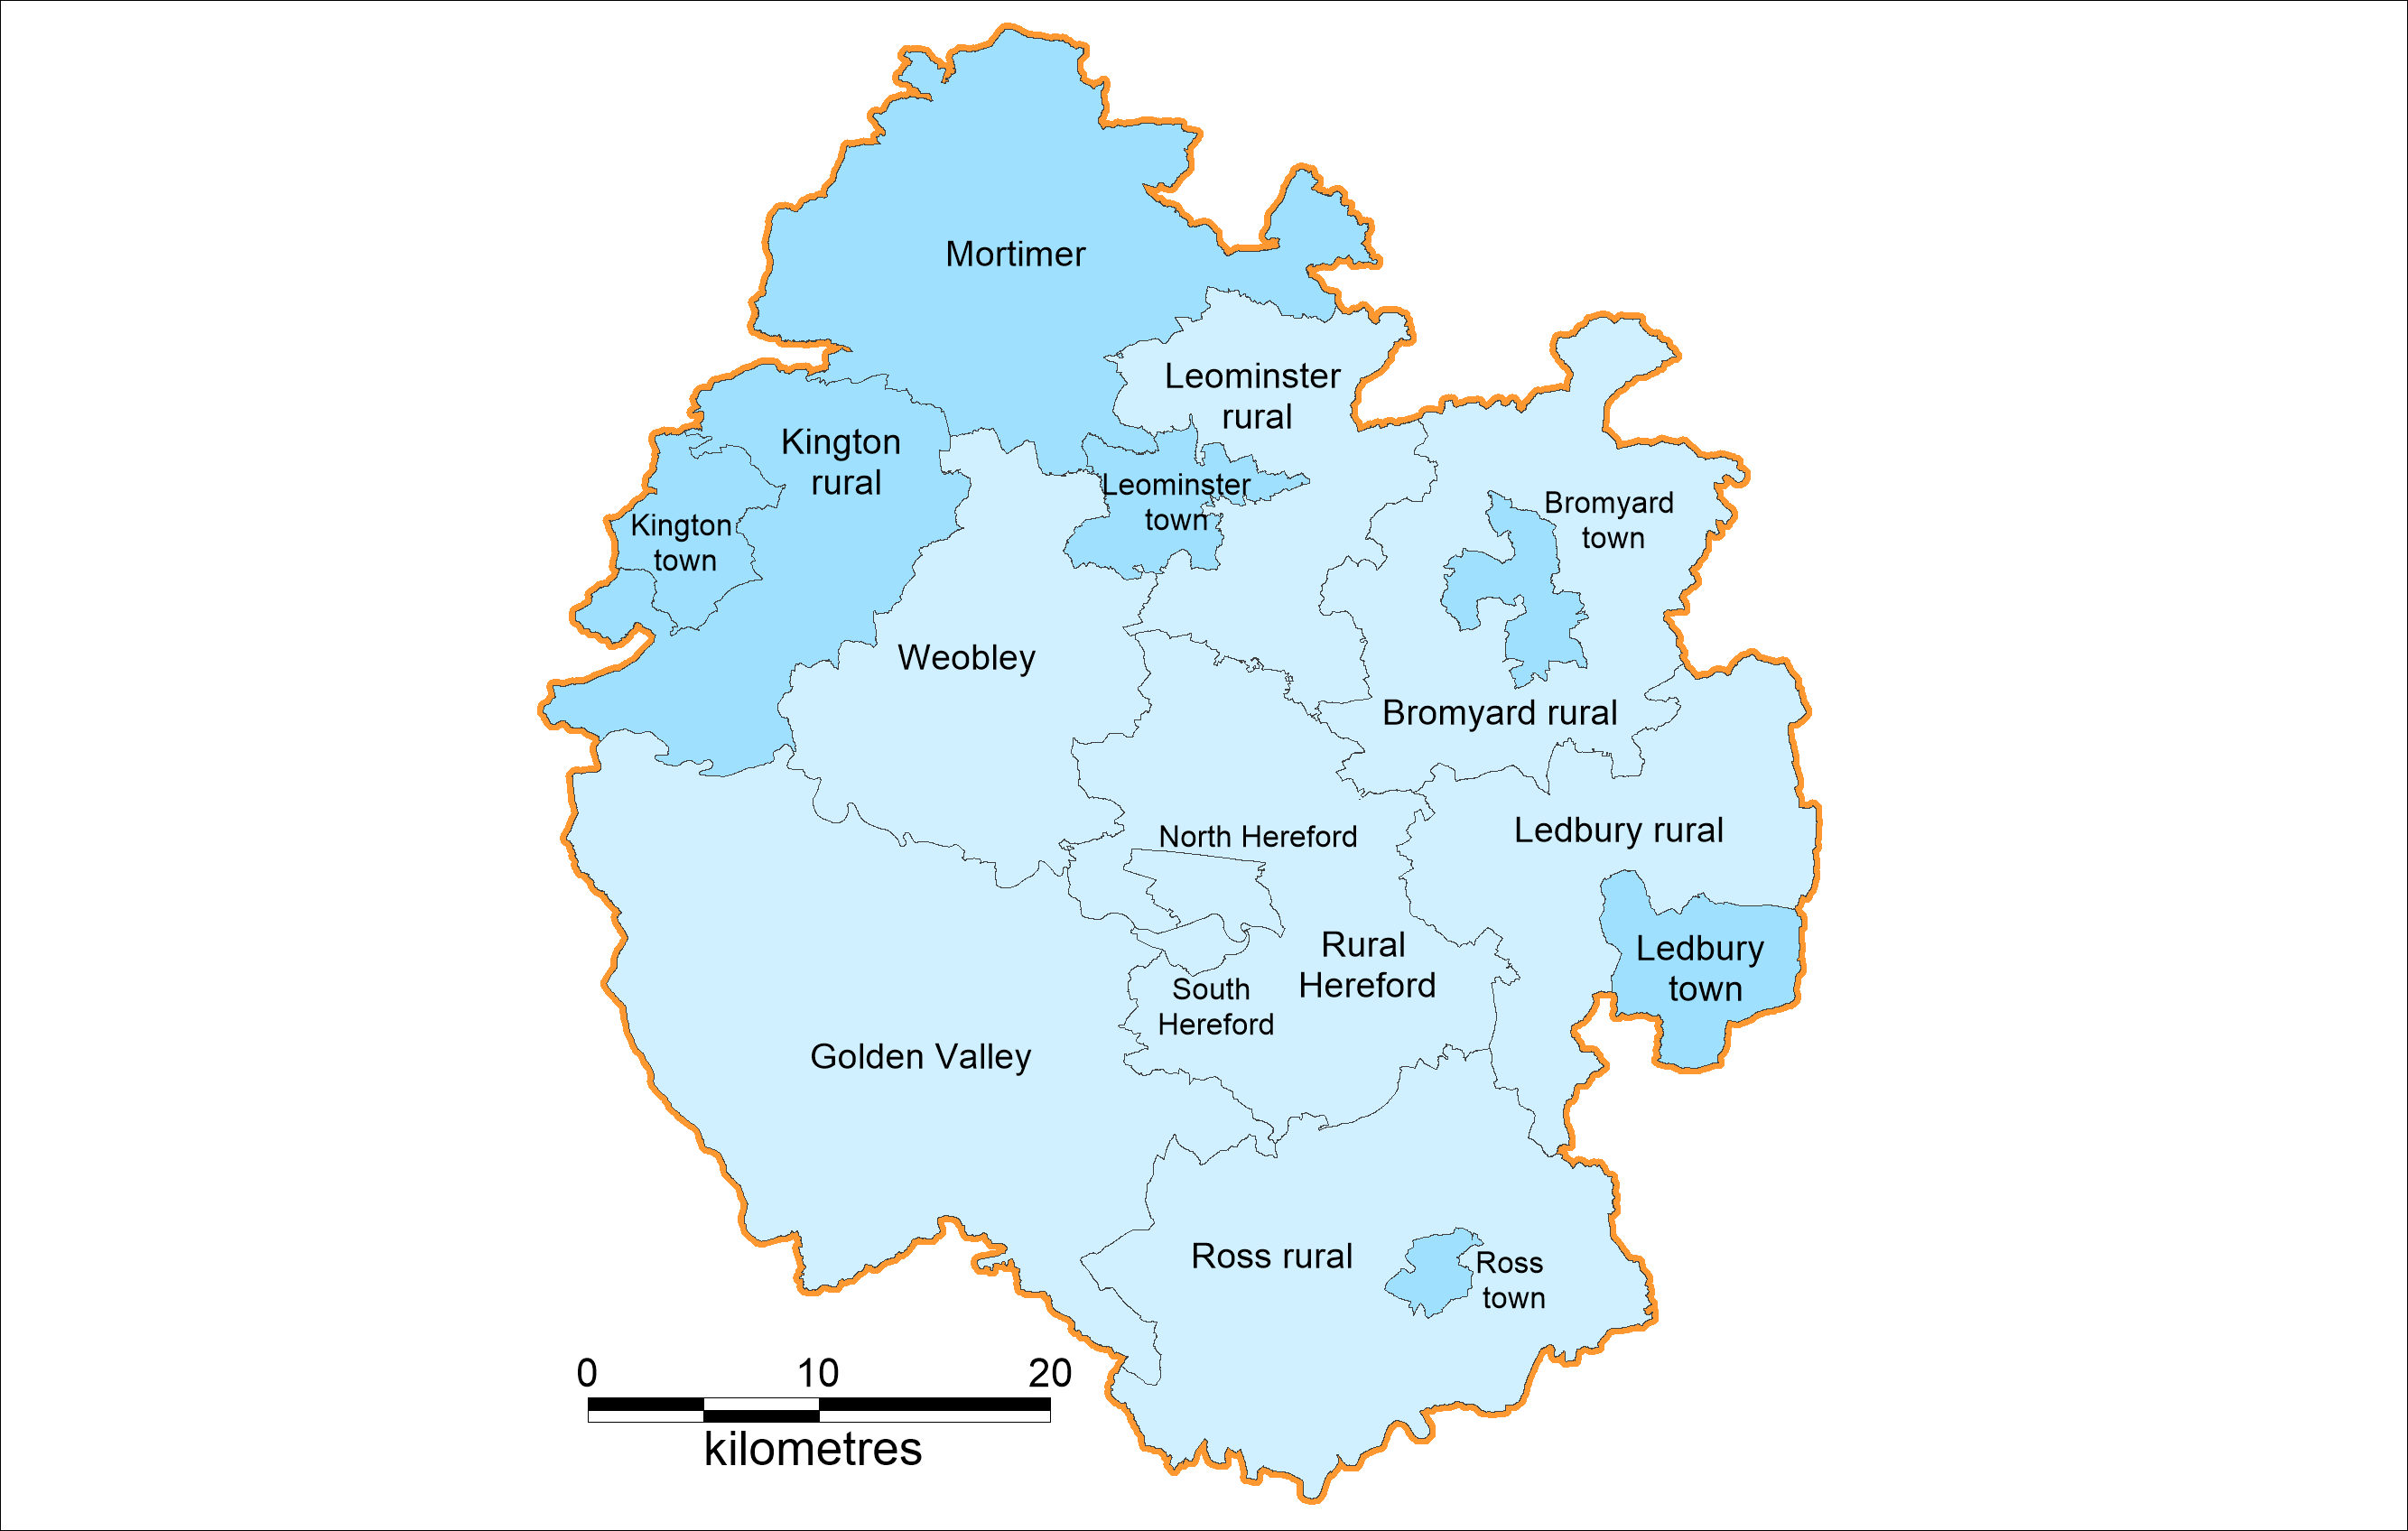 Mortimer
Leominster
rural
Kington
rural
Leominster
town
Bromyard
town
Kington
town
Weobley
Bromyard rural
North Hereford
Ledbury rural
Rural
Hereford
Ledbury
town
South
Hereford
Golden Valley
Ross rural
Ross
town
0 10 20
kilometres